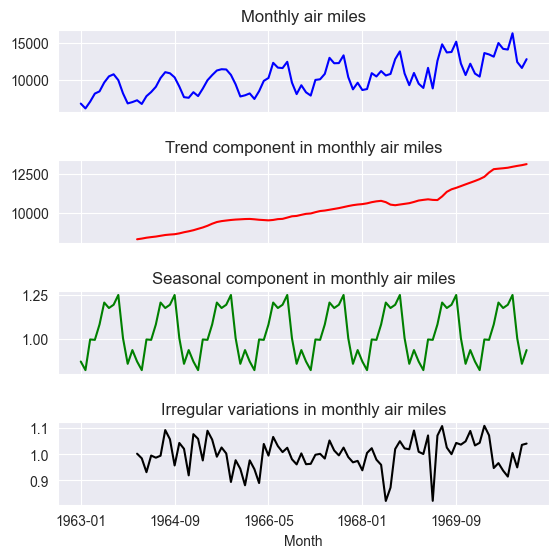 Monthly air miles
15000
10000
Trend component in monthly air miles
12500
10000
Seasonal component in monthly air miles
1.25
1.00
Irregular variations in monthly air miles
1.1
1.0
0.9
1963-01 1964-09 1966-05 1968-01 1969-09
Month